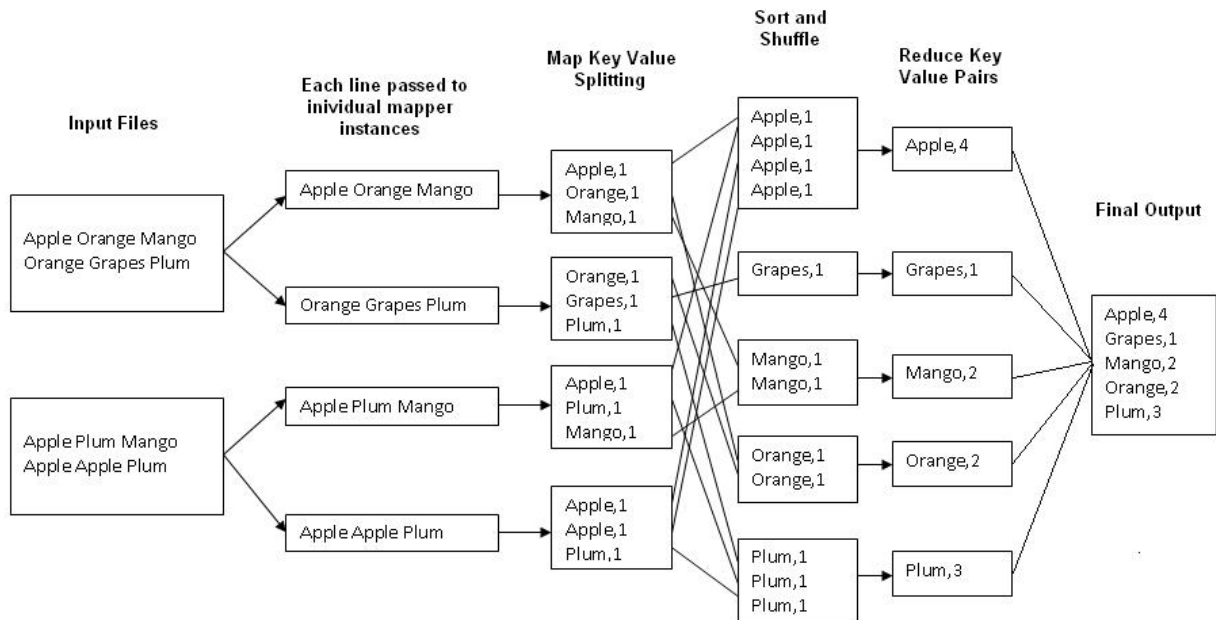 Input Files
Apple Orange Mango
Orange Grapes Plum
Apple Plum Mango
Apple Apple Plum
Each line passed to
inividual mapper
instances
Apple Orange Mango
Orange Grapes Plum
Apple Plum Mango
Apple Apple Plum
Map Key Value
Splitting
Apple,1
Orange,1
Mango,1
Orange,1
Grapes,1
Plum,1
Apple,1
Plum,1
Mango,1
Apple,1
Apple,1
Plum,1
Sort and
Shuffle
Apple,1
Apple,1
Apple,1
Apple,1
Grapes,1
Mango,1
Mango,1
Orange,1
Orange,1
Plum,1
Plum,1
Plum,1
Reduce Key
Value Pairs
Apple,4
Grapes,1
Mango,2
Orange,2
Plum,3
Final Output
Apple,4
Grapes,1
Mango,2
Orange,2
Plum,3